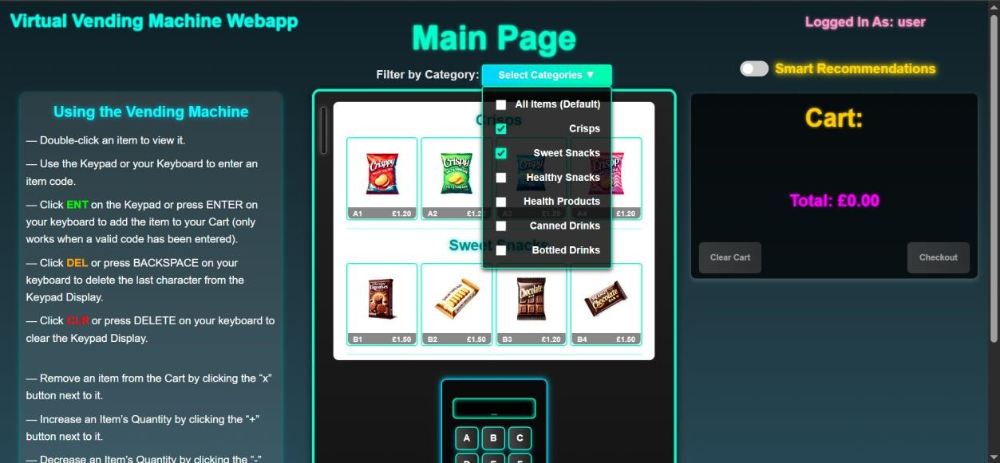 Virtual Vending Machine Webapp
Main Page
Logged In As: user
Filter by Category:
Select Categories ▼
Smart Recommendations
All Items (Default)
Crisps
Sweet Snacks
Healthy Snacks
Health Products
Canned Drinks
Bottled Drinks
Using the Vending Machine
— Double-click an item to view it.
— Use the Keypad or your Keyboard to enter an
item code.
— Click ENT on the Keypad or press ENTER on
your keyboard to add the item to your Cart (only
works when a valid code has been entered).
— Click DEL or press BACKSPACE on your
keyboard to delete the last character from the
Keypad Display.
— Click CLR or press DELETE on your keyboard to
clear the Keypad Display.
— Remove an item from the Cart by clicking the “x”
button next to it.
— Increase an Item’s Quantity by clicking the “+”
button next to it.
— Decrease an Item’s Quantity by clicking the “-”
Crisps
Crispy
Crispy
A1 £1.20
A2 £1.20
A3 £1.20
A4 £1.20
Sweet Snacks
Digestives
Chocolate
Chocolate
B1 £1.50
B2 £1.50
B3 £1.20
B4 £1.50
_
A B C
Cart:
Total: £0.00
Clear Cart
Checkout